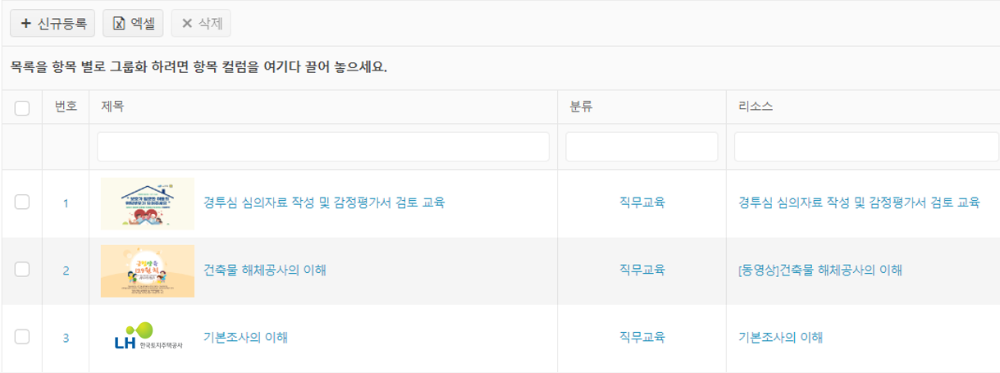 + 신규등록 엑셀 × 삭제
목록을 항목 별로 그룹화 하려면 항목 컬럼을 여기다 끌어 놓으세요.
번호 제목 분류 리소스
1 경투심 심의자료 작성 및 감정평가서 검토 교육 직무교육 경투심 심의자료 작성 및 감정평가서 검토 교육
2 건축물 해체공사의 이해 직무교육 [동영상]건축물 해체공사의 이해
3 LH 한국토지주택공사 기본조사의 이해 직무교육 기본조사의 이해